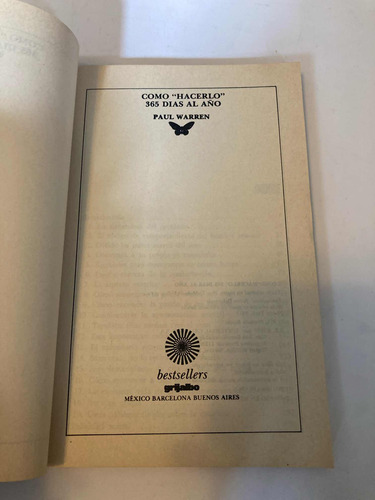 COMO "HACERLO"
365 DIAS AL AÑO
PAUL WARREN
bestsellers
grijalbo
MÉXICO BARCELONA BUENOS AIRES